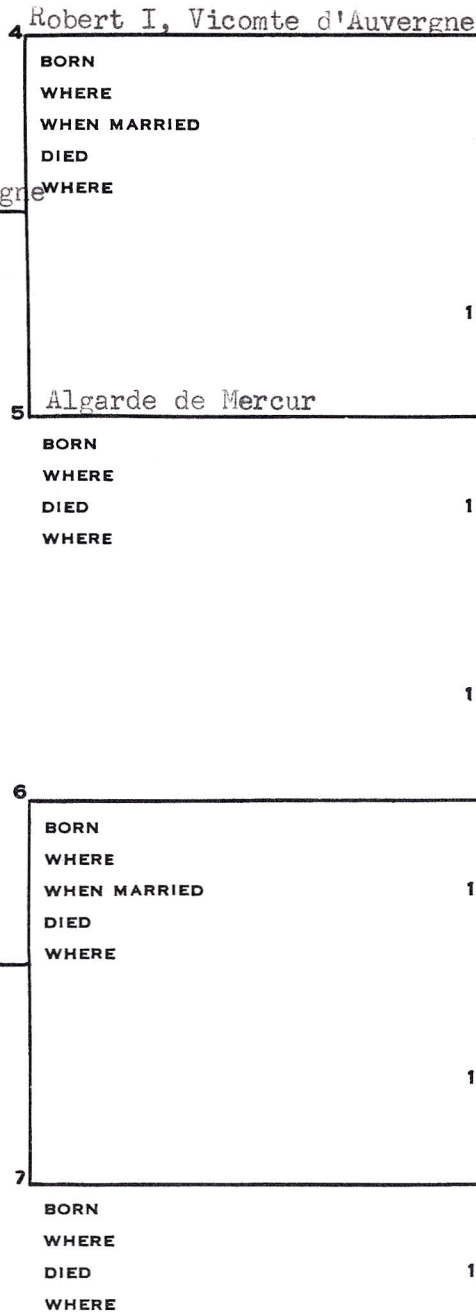 Robert I, Vicomte d'Auvergne
4
BORN
WHERE
WHEN MARRIED
DIED
gne
WHERE
1
Algarde de Mercur
5
BORN
WHERE
DIED
1
WHERE
1
6
BORN
WHERE
WHEN MARRIED
1
DIED
WHERE
1
7
BORN
WHERE
DIED
1
WHERE